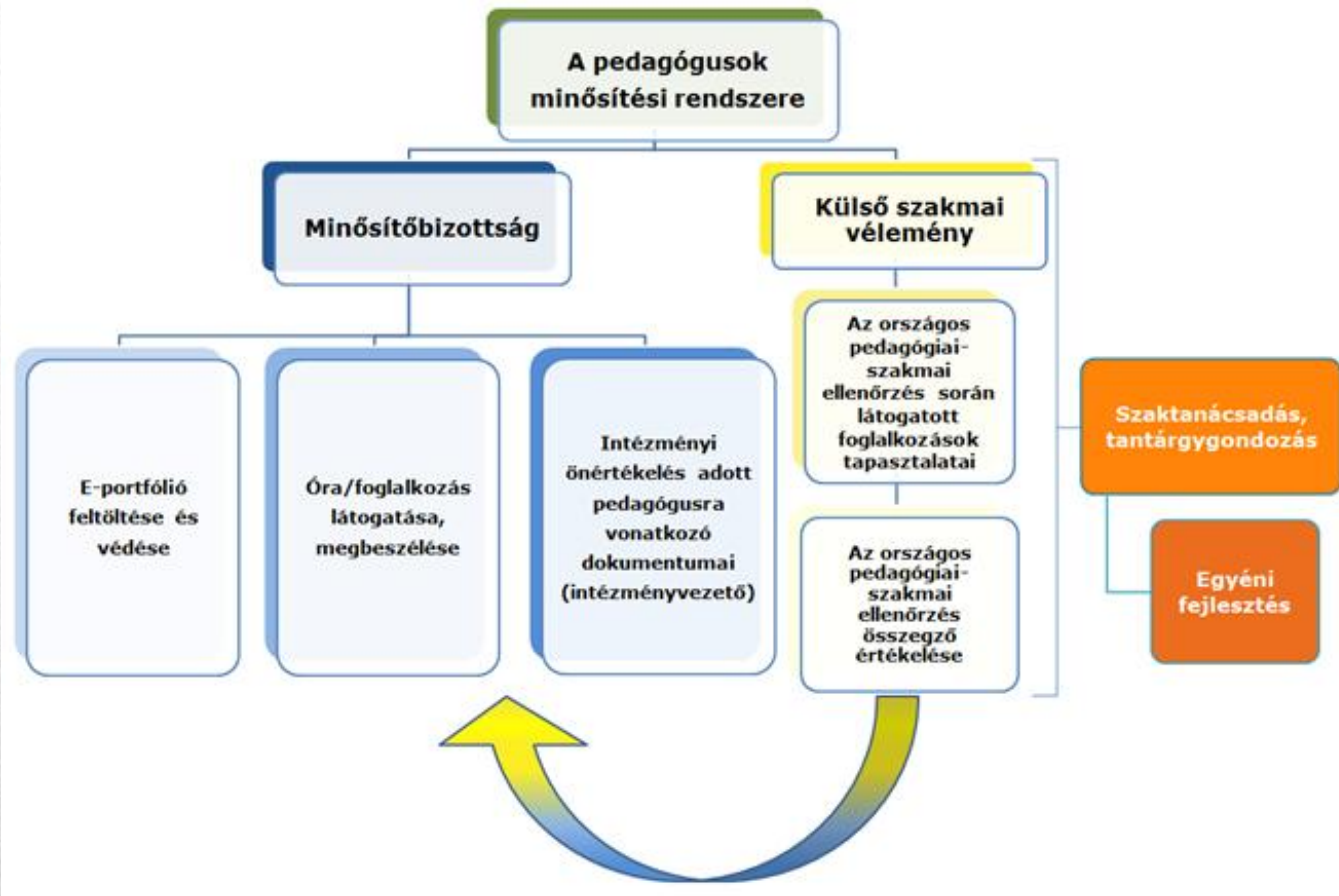 A pedagógusok
minősítési rendszere
Minősítőbizottság
Külső szakmai
vélemény
E-portfólió
feltöltése és
védése
Óra/foglalkozás
látogatása,
megbeszélése
Intézményi
önértékelés adott
pedagógusra
vonatkozó
dokumentumai
(intézményvezető)
Az országos
pedagógiai-
szakmai
ellenőrzés során
látogatott
foglalkozások
tapasztalatai
Az országos
pedagógiai-
szakmai
ellenőrzés
összegző
értékelése
Szaktanácsadás,
tantárgygondozás
Egyéni
fejlesztés